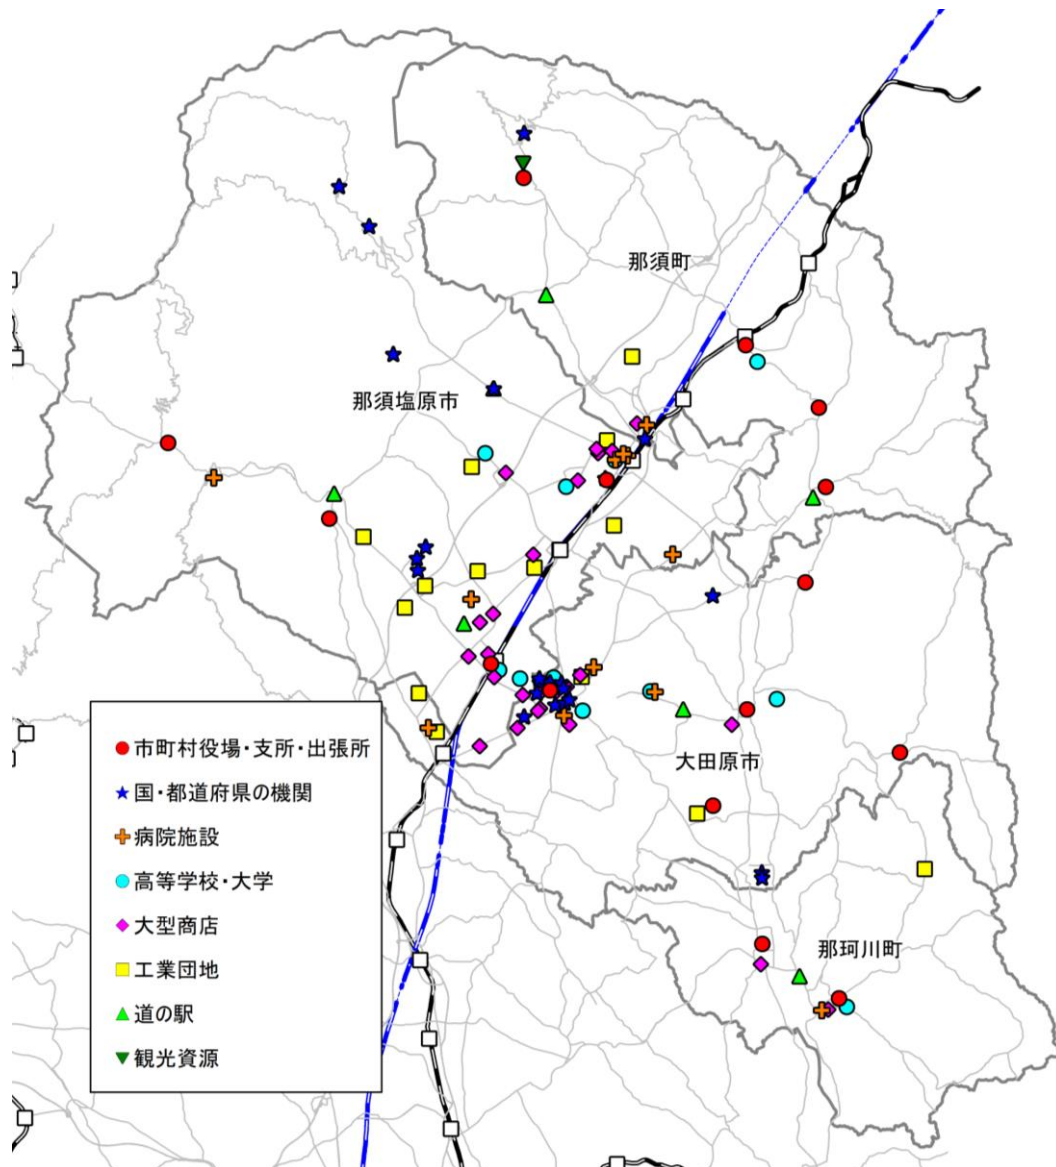 那須町
那須塩原市
大田原市
那珂川町
市町村役場・支所・出張所
国・都道府県の機関
病院施設
高等学校・大学
大型商店
工業団地
道の駅
観光資源